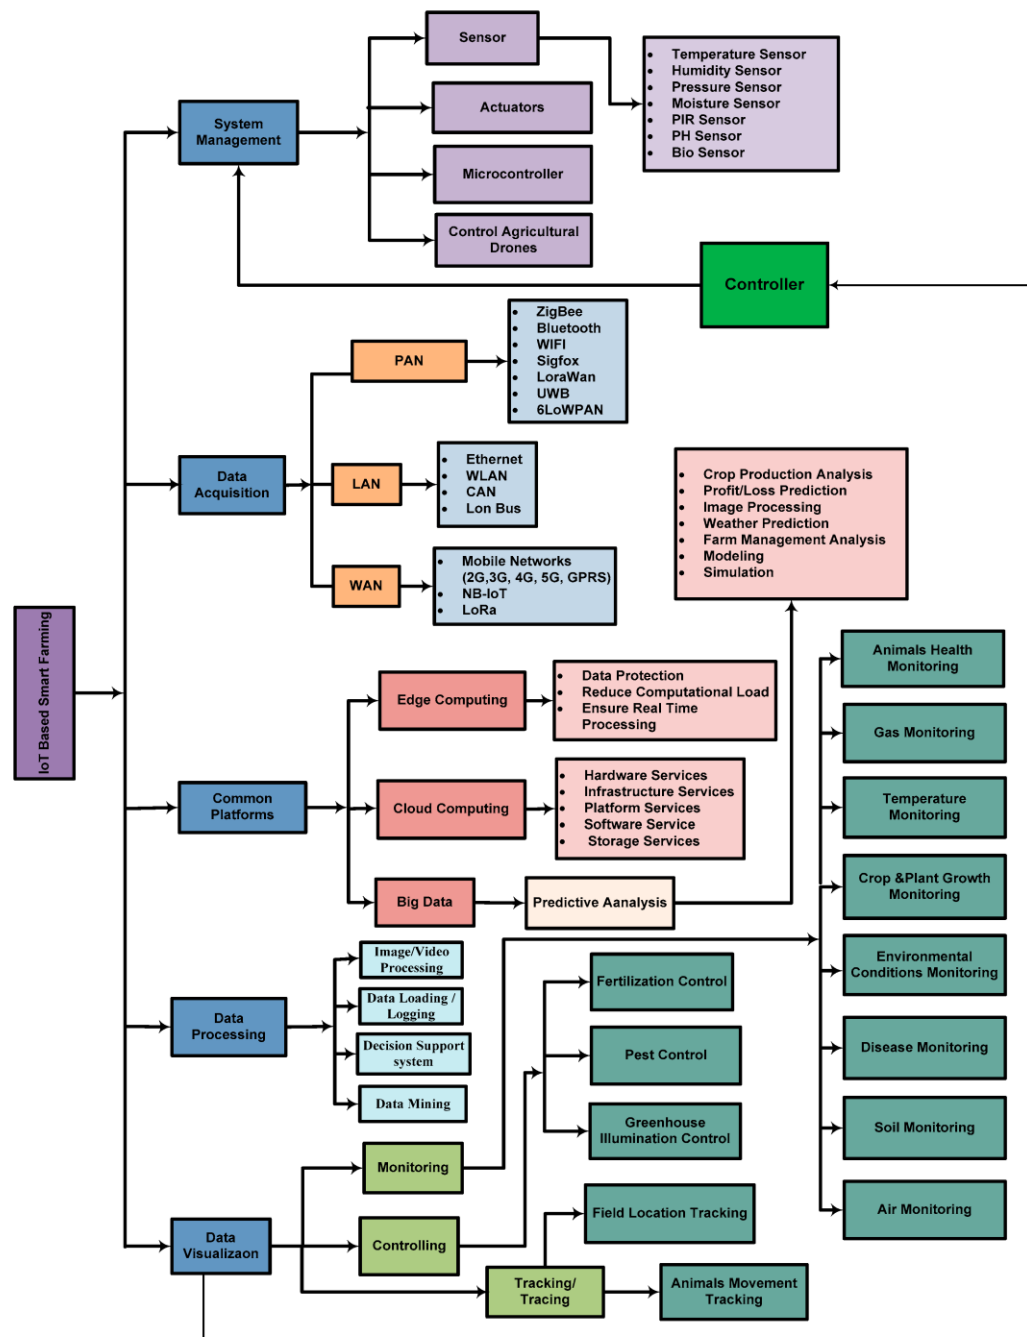 Sensor
Temperature Sensor
Humidity Sensor
Pressure Sensor
Moisture Sensor
PIR Sensor
PH Sensor
Bio Sensor
System
Management
Actuators
Microcontroller
Control Agricultural
Drones
Controller
PAN
ZigBee
Bluetooth
WIFI
Sigfox
LoraWan
UWB
6LoWPAN
Data
Acquisition
LAN
Ethernet
WLAN
CAN
Lon Bus
WAN
Mobile Networks
(2G,3G, 4G, 5G, GPRS)
NB-IoT
LoRa
Crop Production Analysis
Profit/Loss Prediction
Image Processing
Weather Prediction
Farm Management Analysis
Modeling
Simulation
IoT Based Smart Farming
Edge Computing
Data Protection
Reduce Computational Load
Ensure Real Time
Processing
Common
Platforms
Cloud Computing
Hardware Services
Infrastructure Services
Platform Services
Software Service
Storage Services
Big Data
Predictive Aanalysis
Animals Health
Monitoring
Gas Monitoring
Temperature
Monitoring
Crop &Plant Growth
Monitoring
Environmental
Conditions Monitoring
Disease Monitoring
Soil Monitoring
Air Monitoring
Data
Processing
Image/Video
Processing
Data Loading /
Logging
Decision Support
system
Data Mining
Fertilization Control
Pest Control
Greenhouse
Illumination Control
Data
Visualizaon
Monitoring
Controlling
Tracking/
Tracing
Field Location Tracking
Animals Movement
Tracking